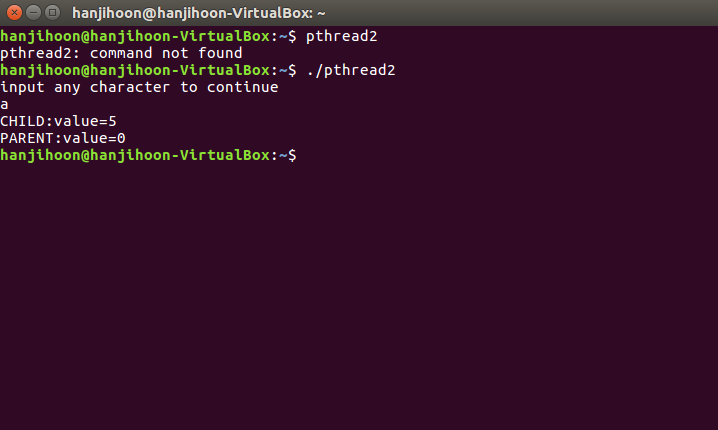 hanjihoon@hanjihoon-VirtualBox: ~
hanjihoon@hanjihoon-VirtualBox:~$ pthread2
pthread2: command not found
hanjihoon@hanjihoon-VirtualBox:~$ ./pthread2
input any character to continue
a
CHILD:value=5
PARENT:value=0
hanjihoon@hanjihoon-VirtualBox:~$